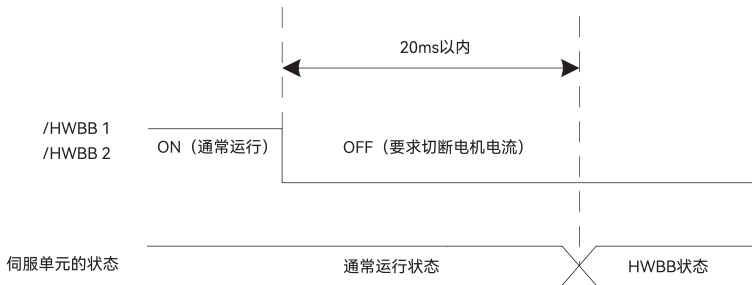 20ms以内
/HWBB 1
/HWBB 2
ON（通常运行）
OFF（要求切断电机电流）
伺服单元的状态
通常运行状态
HWBB状态